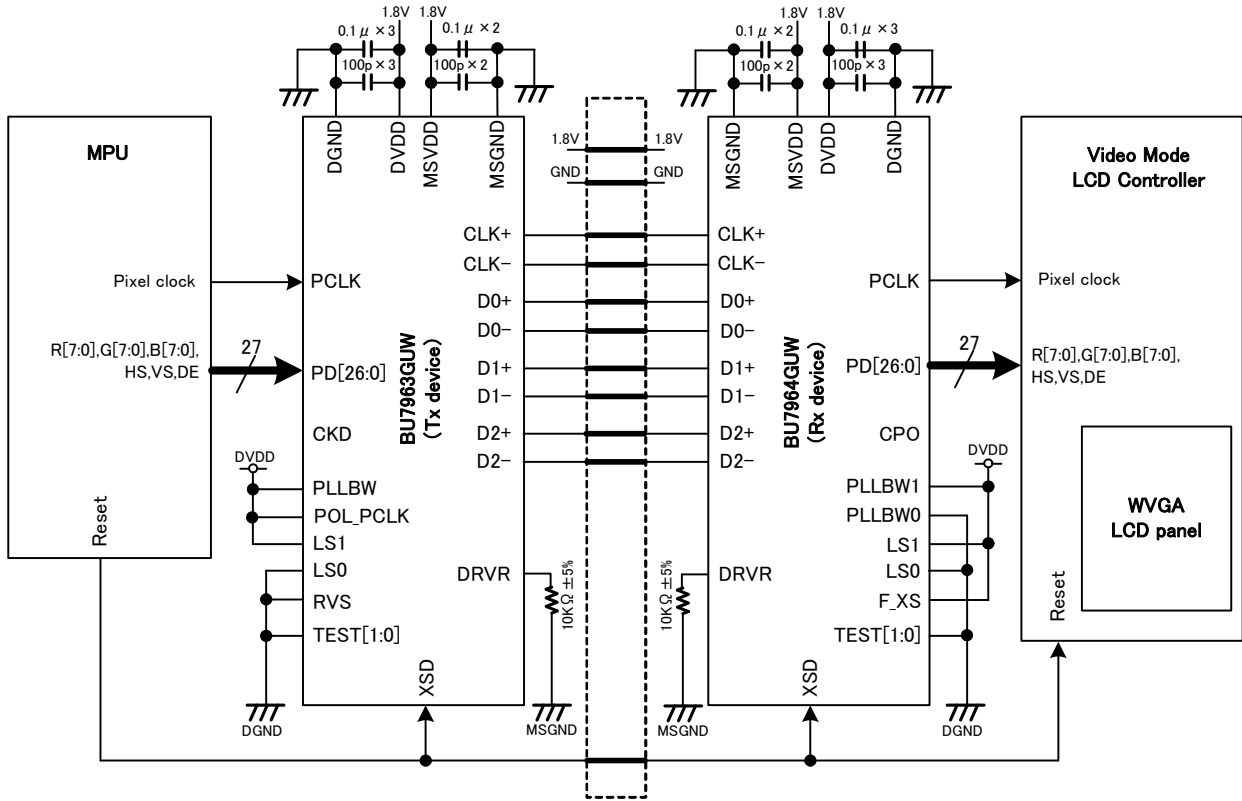 1.8V 1.8V
0.1μ×3
0.1μ×2
100p×3
100p×2
1.8V 1.8V
0.1μ×2
0.1μ×3
100p×2
100p×3
MPU
Pixel clock
R[7:0],G[7:0],B[7:0],
HS,VS,DE
27
Reset
DGND
DVDD
MSVDD
MSGND
PCLK
PD[26:0]
CKD
DVDD
PLLBW
POL_PCLK
LS1
LS0
RVS
TEST[1:0]
DGND
BU7963GUW
(Tx device)
CLK+
CLK-
D0+
D0-
D1+
D1-
D2+
D2-
DRVR
XSD
10KΩ±5%
MSGND
1.8V
1.8V
GND
GND
MSGND
MSVDD
DVDD
DGND
CLK+
CLK-
D0+
D0-
D1+
D1-
D2+
D2-
DRVR
10KΩ±5%
MSGND
BU7964GUW
(Rx device)
XSD
PCLK
PD[26:0]
CPO
DVDD
PLLBW1
PLLBW0
LS1
LS0
F_XS
TEST[1:0]
DGND
27
Video Mode
LCD Controller
Pixel clock
R[7:0],G[7:0],B[7:0],
HS,VS,DE
WVGA
LCD panel
Reset